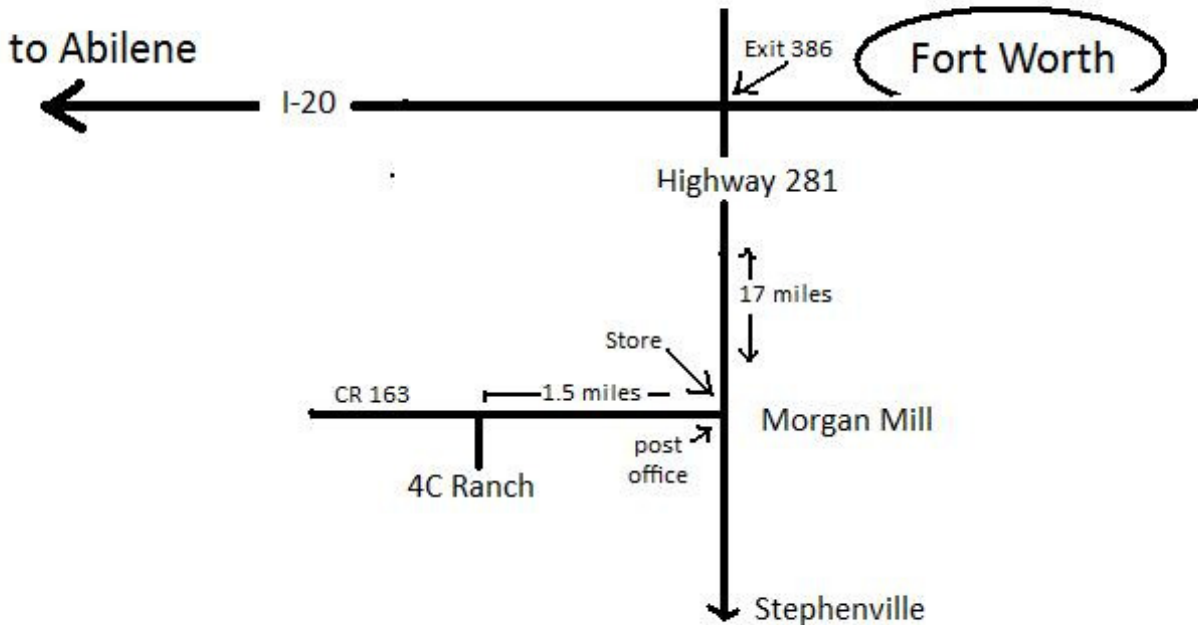 to Abilene
Exit 386
Fort Worth
I-20
Highway 281
17 miles
Store
CR 163
1.5 miles
Morgan Mill
post
office
4C Ranch
Stephenville